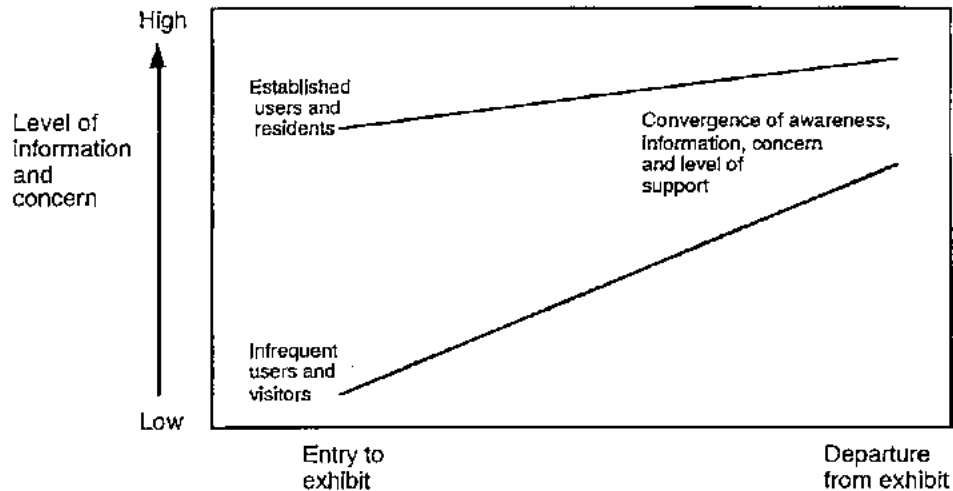 High
Level of
information
and
concern
Low
Established
users and
residents
Convergence of awareness,
information, concern
and level of
support
Infrequent
users and
visitors
Entry to
exhibit
Departure
from exhibit